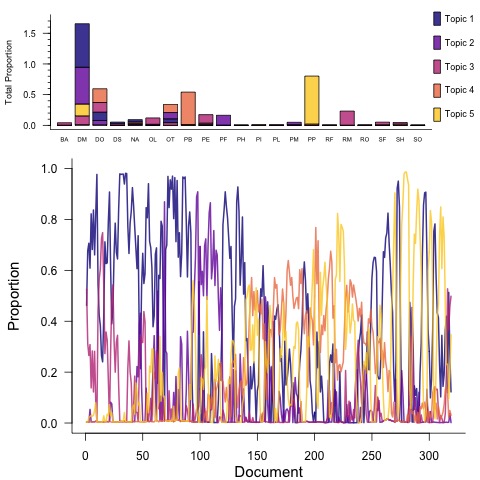 Total Proportion
1.5
1.0
0.5
0.0
BA DM DO DS NA OL OT PB PE PF PH PI PL PM PP RF RM RO SF SH SO
Topic 1
Topic 2
Topic 3
Topic 4
Topic 5
Proportion
1.0
0.8
0.6
0.4
0.2
0.0
0 50 100 150 200 250 300
Document